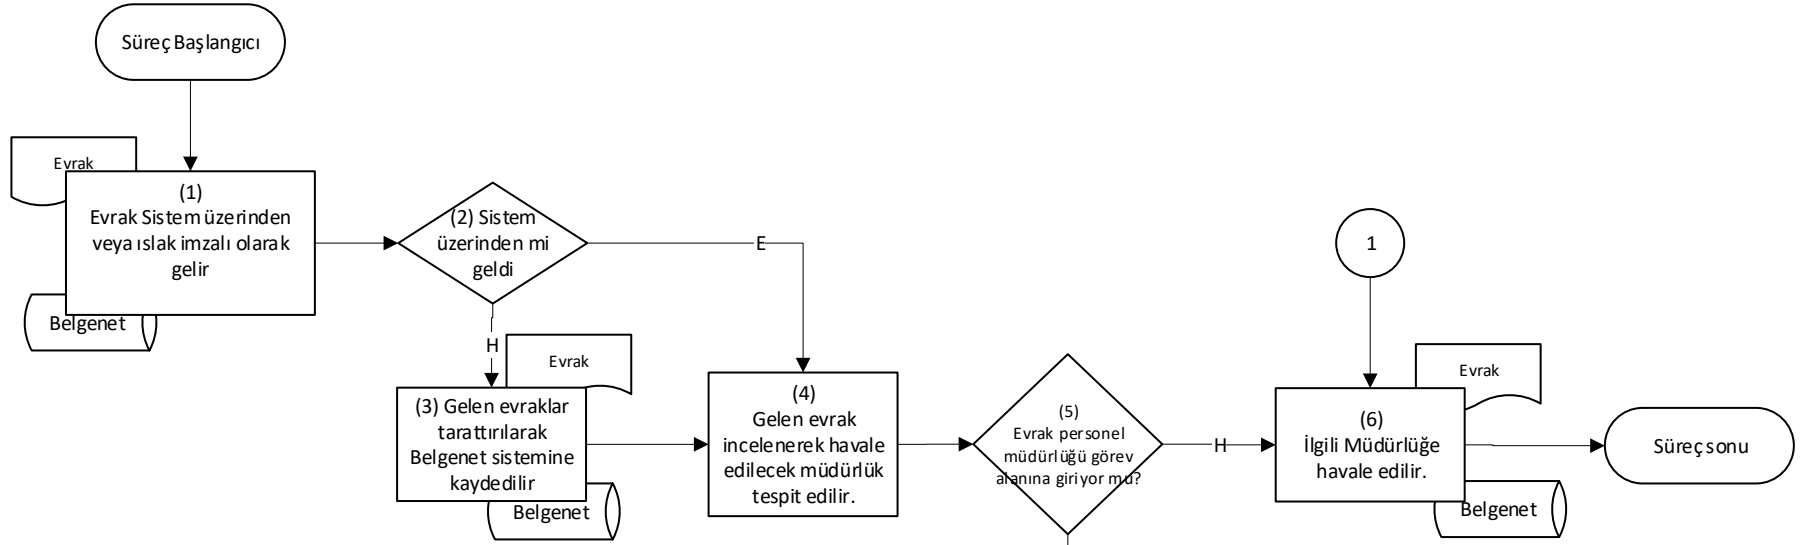 Süreç Başlangıcı
Evrak
(1)
Evrak Sistem üzerinden
veya ıslak imzalı olarak
gelir
Belgenet
(2) Sistem
üzerinden mi
geldi
E
H
Evrak
(3) Gelen evraklar
tarattırılarak
Belgenet sistemine
kaydedilir
Belgenet
(4)
Gelen evrak
incelenerek havale
edilecek müdürlük
tespit edilir.
(5)
Evrak personel
müdürlüğü görev
alanına giriyor mu?
H
1
Evrak
(6)
İlgili Müdürlüğe
havale edilir.
Belgenet
Süreç sonu